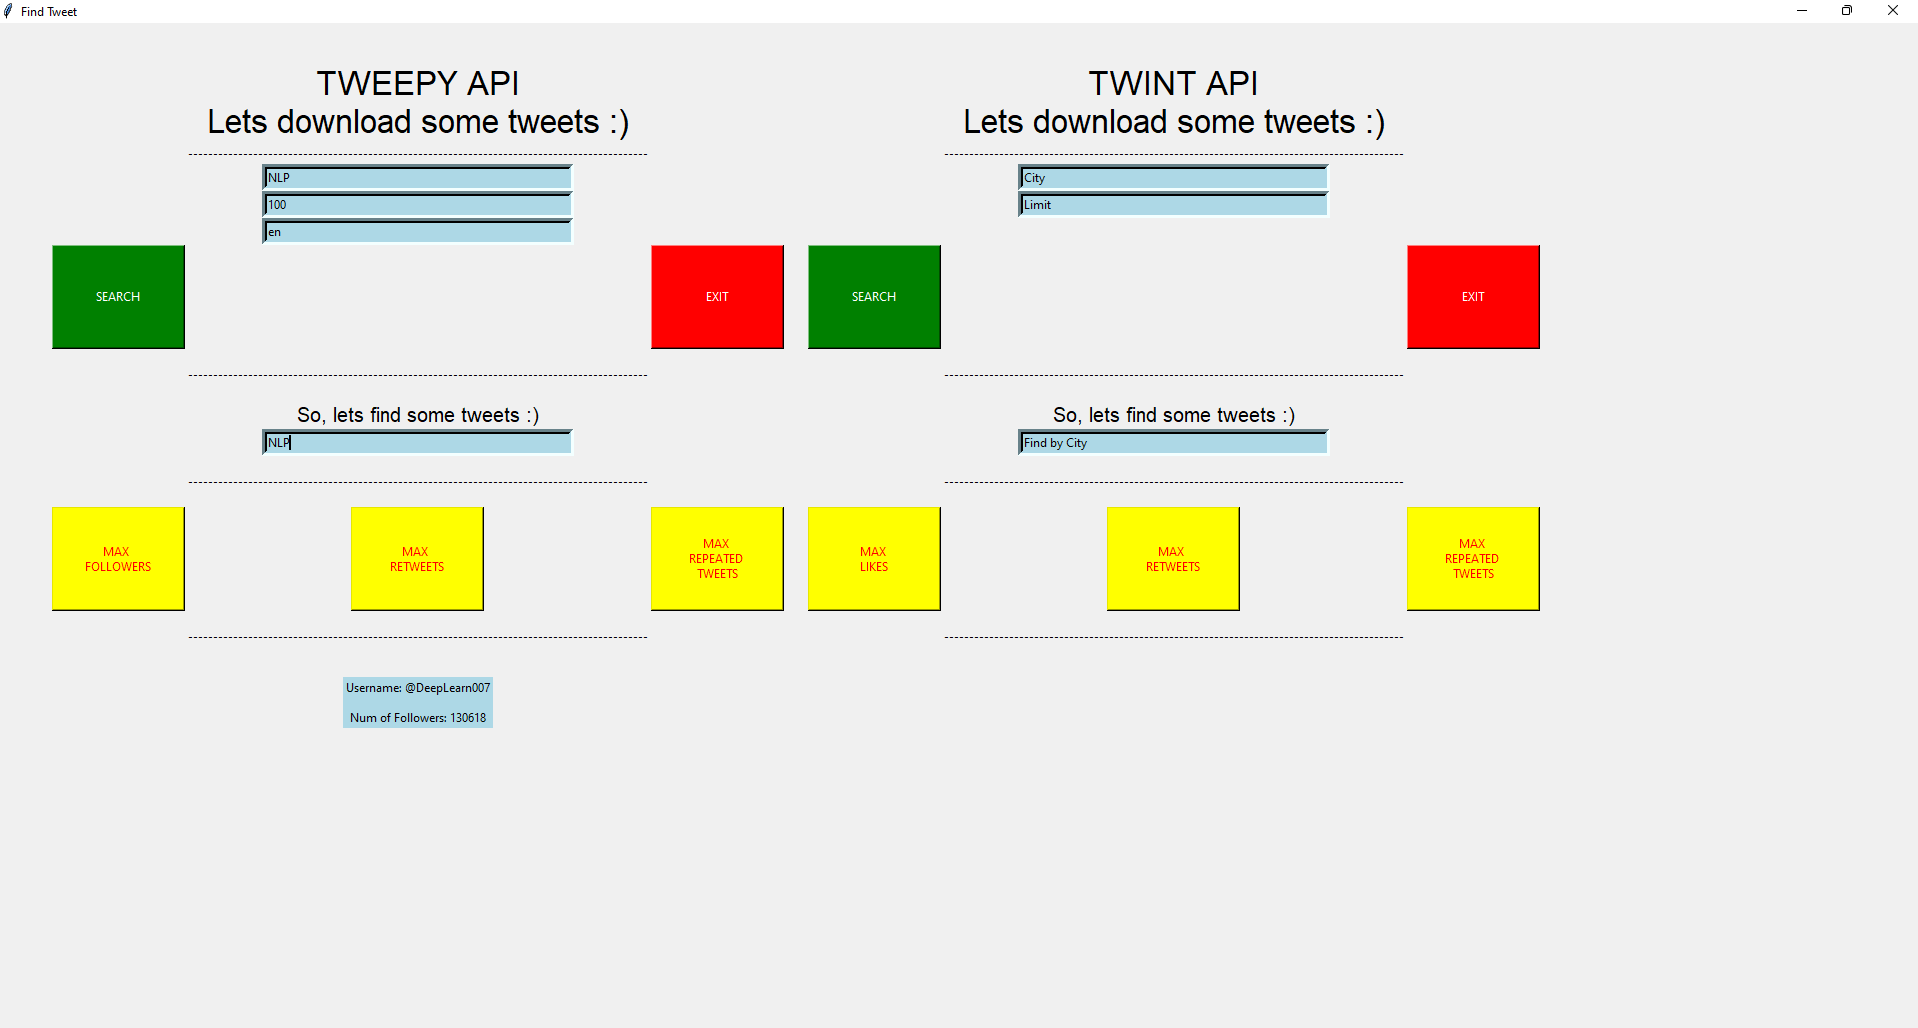 Find Tweet
TWEEPY API
Lets download some tweets :)
NLP
100
en
SEARCH
EXIT
So, lets find some tweets :)
NLP
MAX
FOLLOWERS
MAX
RETWEETS
MAX
REPEATED
TWEETS
Username: @DeepLearn007
Num of Followers: 130618
TWINT API
Lets download some tweets :)
City
Limit
SEARCH
EXIT
So, lets find some tweets :)
Find by City
MAX
LIKES
MAX
RETWEETS
MAX
REPEATED
TWEETS